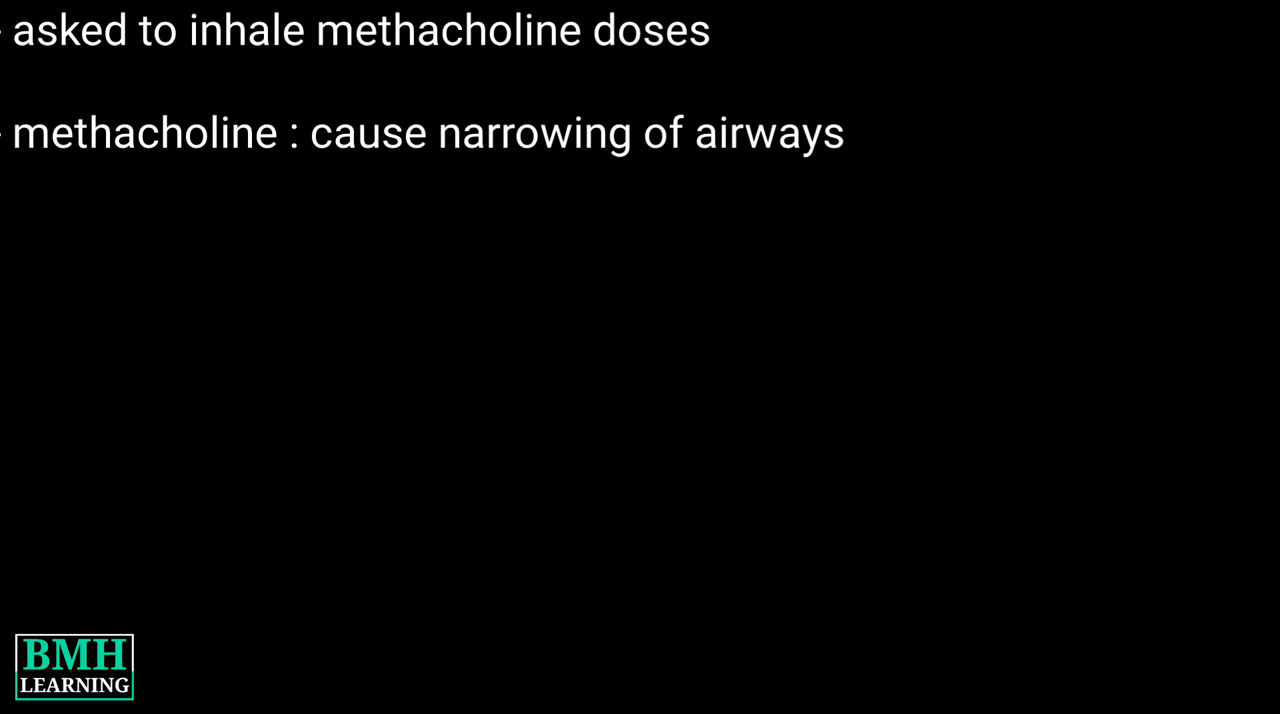 - asked to inhale methacholine doses
- methacholine : cause narrowing of airways
BMH
LEARNING